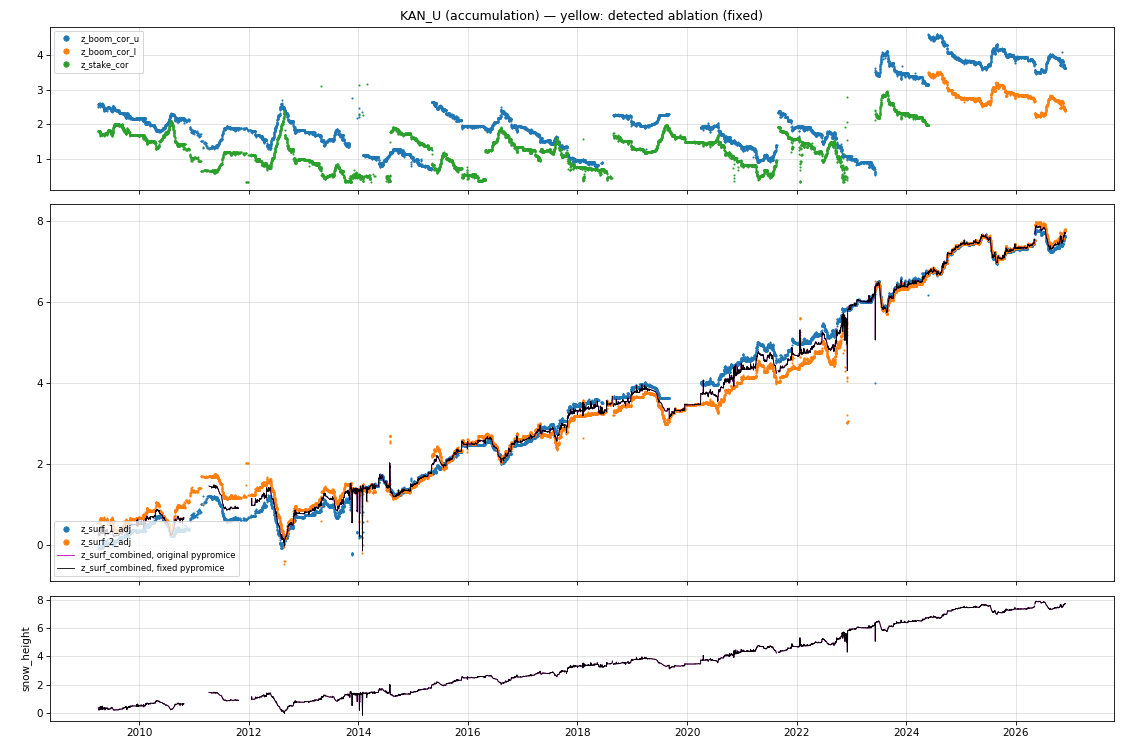 KAN_U (accumulation) — yellow: detected ablation (fixed)
z_boom_cor_u
z_boom_cor_l
z_stake_cor
4
3
2
1
8
6
4
2
0
z_surf_1_adj
z_surf_2_adj
z_surf_combined, original pypromice
z_surf_combined, fixed pypromice
snow_height
8
6
4
2
0
2010 2012 2014 2016 2018 2020 2022 2024 2026